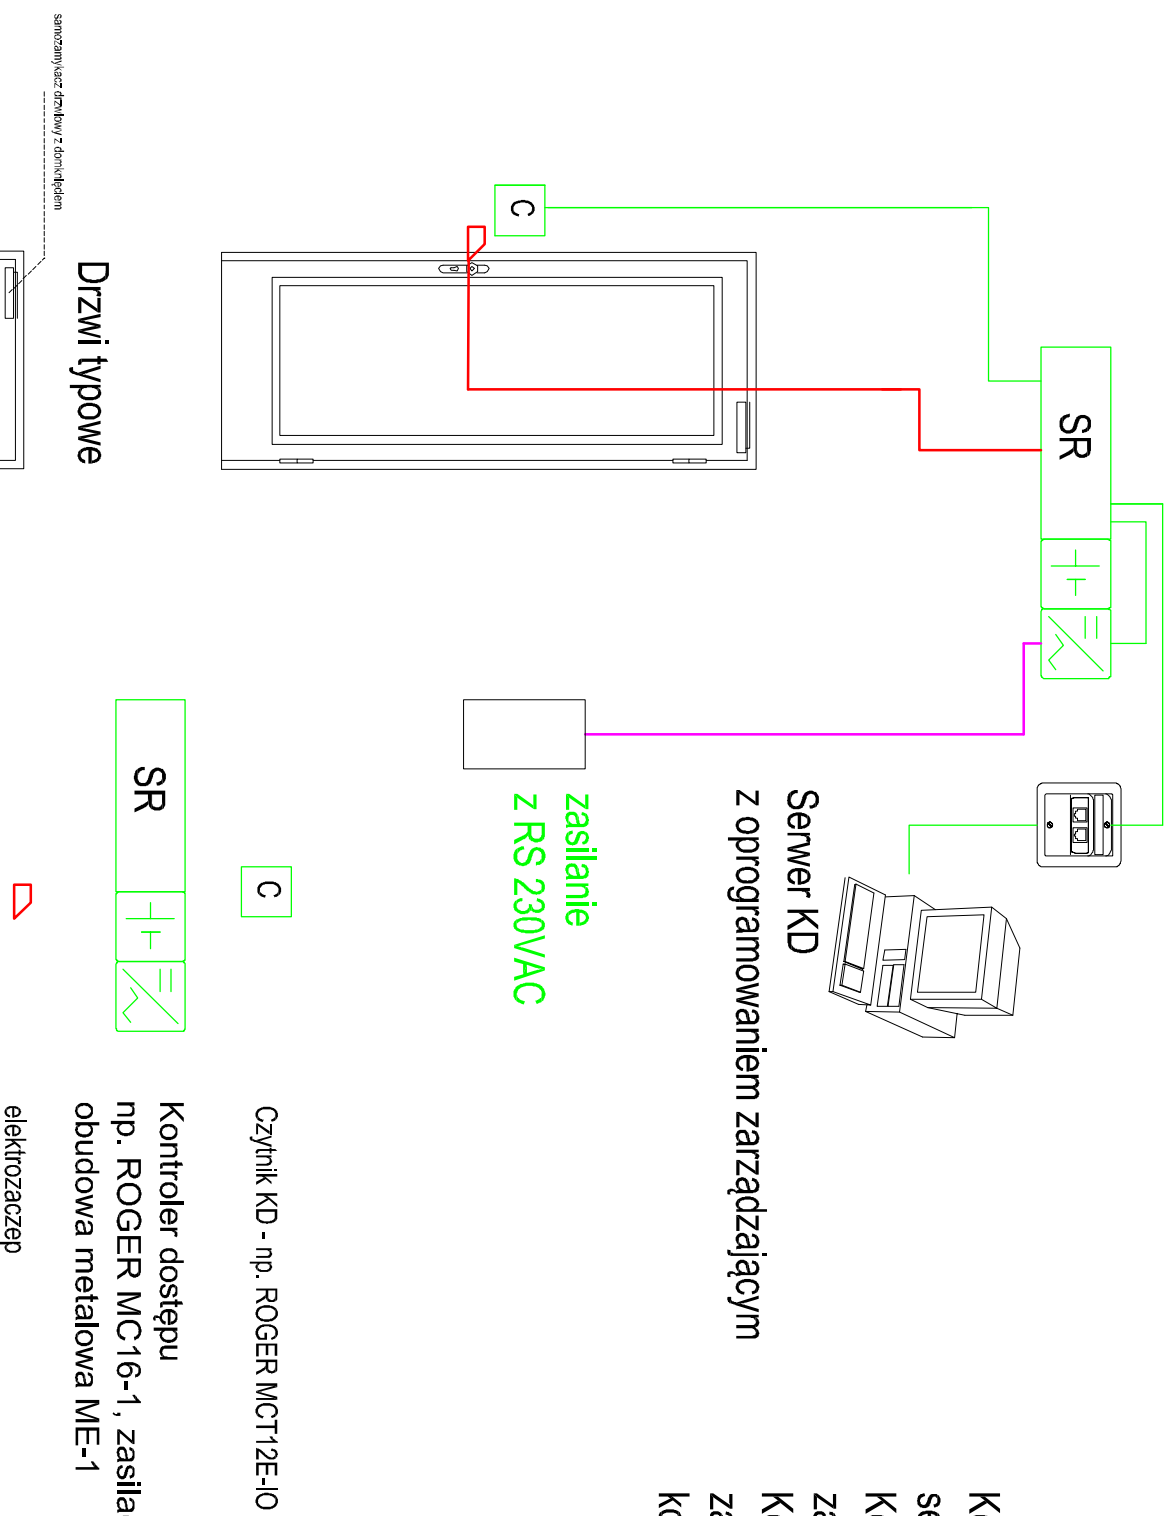 SR
C
Serwer KD
z oprogramowaniem zarządzającym
zasilanie
z RS 230VAC
C
Czytnik KD - np. ROGER MCT12E-IO
SR
Kontroler dostępu
np. ROGER MC16-1, zasila
obudowa metalowa ME-1
Drzwi typowe
samozamykacz drzwiowy z domknięciem
elektrozaczep